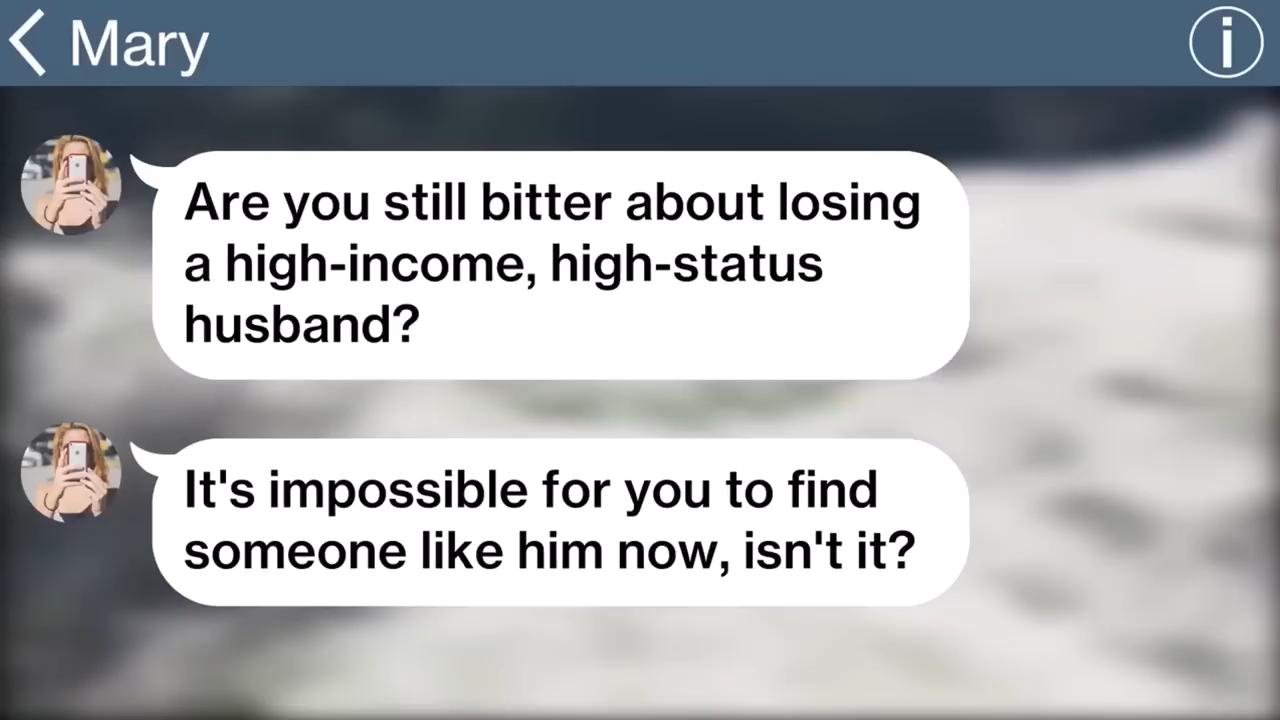 Mary
Are you still bitter about losing
a high-income, high-status
husband?
It's impossible for you to find
someone like him now, isn't it?